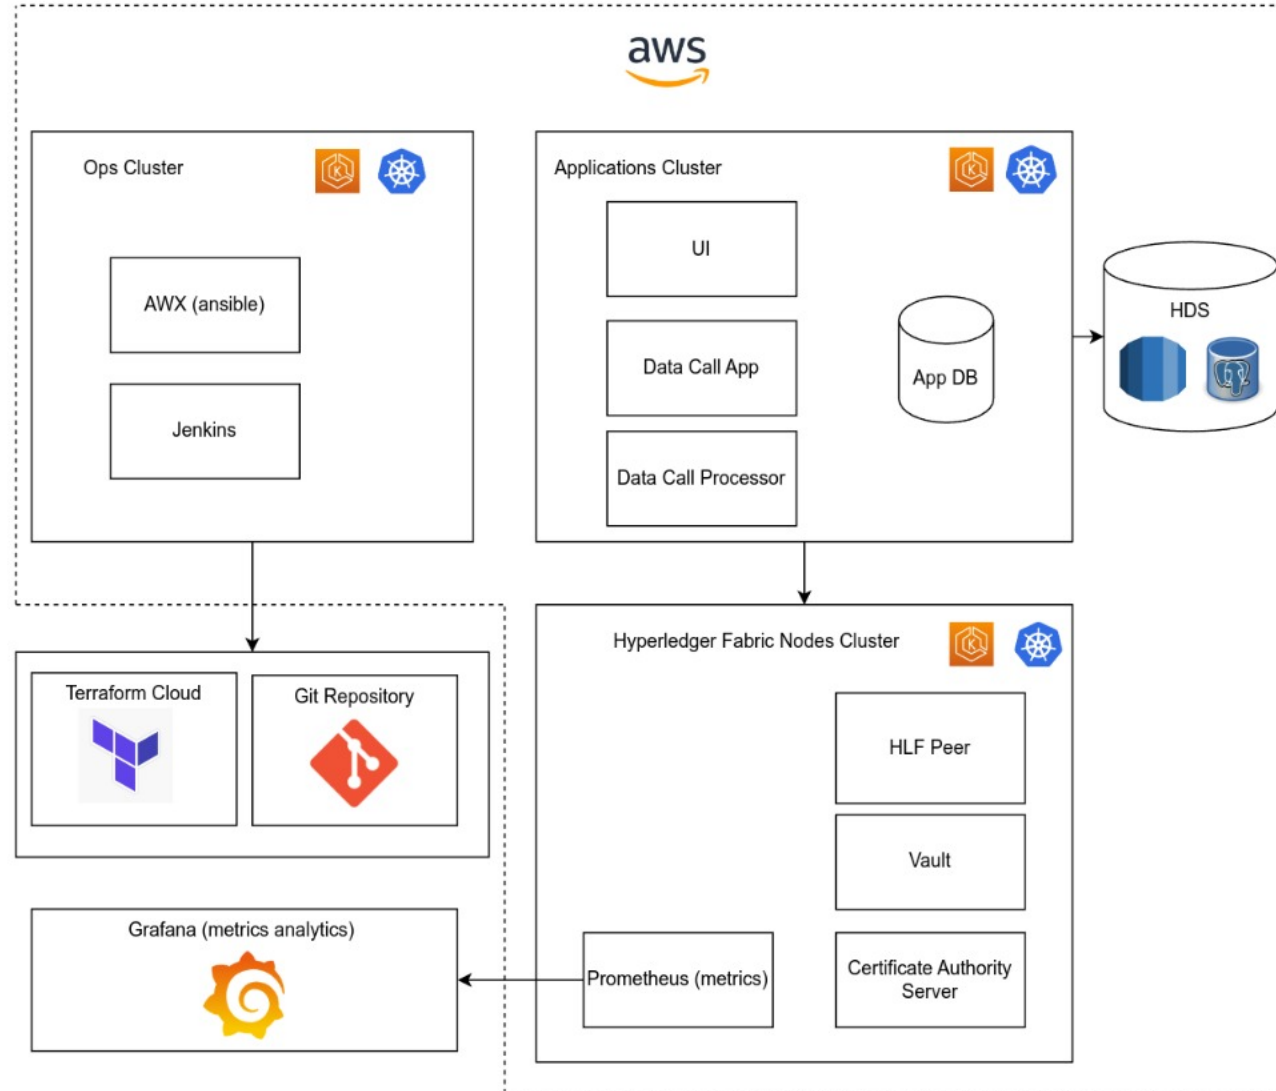 aws
Ops Cluster
AWX (ansible)
Jenkins
Applications Cluster
UI
Data Call App
Data Call Processor
App DB
HDS
Terraform Cloud
Git Repository
Grafana (metrics analytics)
Hyperledger Fabric Nodes Cluster
HLF Peer
Vault
Prometheus (metrics)
Certificate Authority
Server